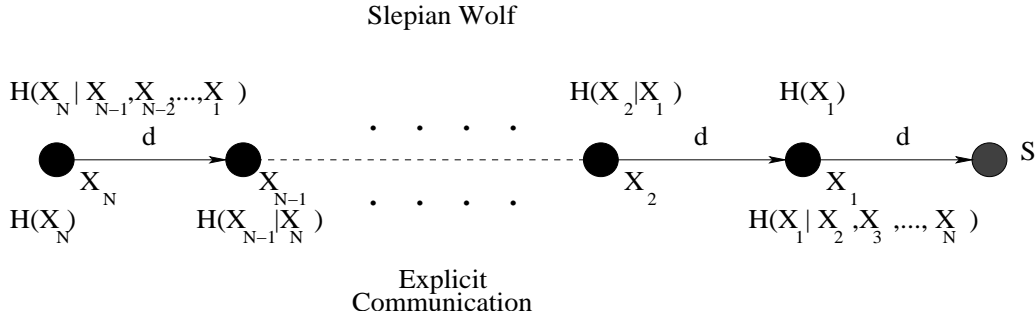 Slepian Wolf
H(X_N | X_{N–1},X_{N–2},...,X_1 )
H(X_2|X_1)
H(X_1)
d
d
d
S
X_N
X_{N–1}
X_2
X_1
H(X_N)
H(X_{N–1}|X_N )
H(X_1| X_2 ,X_3 ,..., X_N )
Explicit
Communication